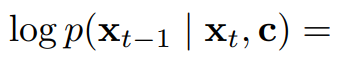 log p(x_{t−1} | x_t, c) =